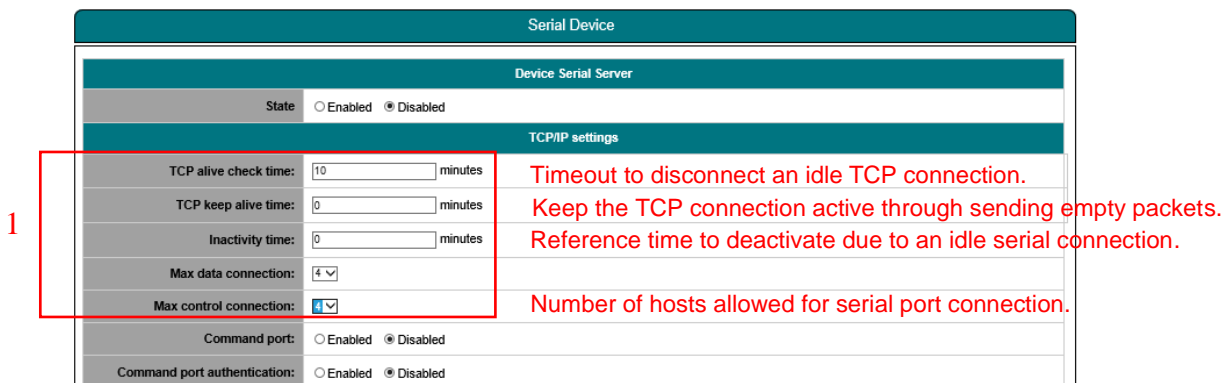 Serial Device
Device Serial Server
State Enabled Disabled
TCP/IP settings
TCP alive check time: 10 minutes Timeout to disconnect an idle TCP connection.
TCP keep alive time: 0 minutes Keep the TCP connection active through sending empty packets.
1
Inactivity time: 0 minutes Reference time to deactivate due to an idle serial connection.
Max data connection: 4
Max control connection: 4 Number of hosts allowed for serial port connection.
Command port: Enabled Disabled
Command port authentication: Enabled Disabled